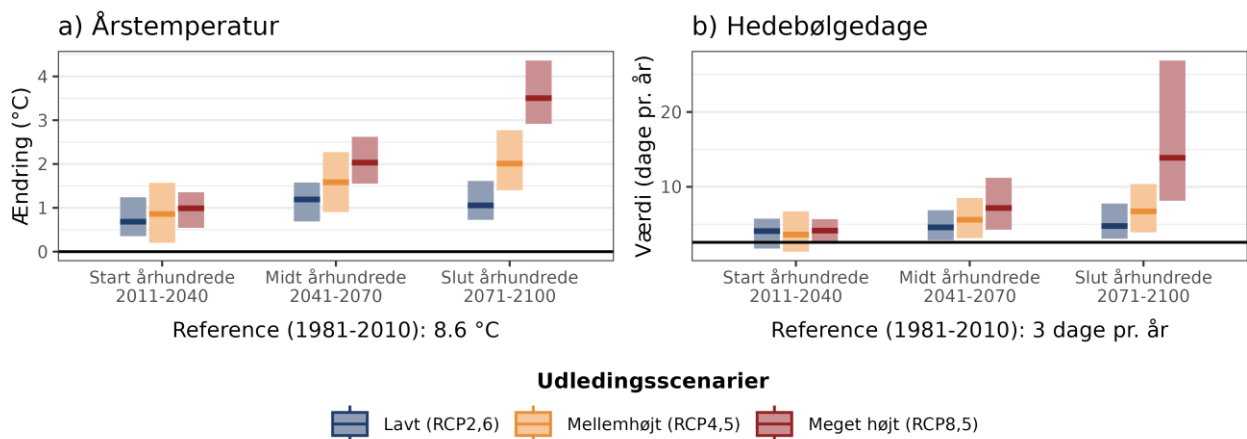 a) Årstemperatur
Ændring (°C)
4
3
2
1
0
Start århundrede
2011-2040
Midt århundrede
2041-2070
Slut århundrede
2071-2100
Reference (1981-2010): 8.6 °C
b) Hedebølgedage
Værdi (dage pr. år)
20
10
Start århundrede
2011-2040
Midt århundrede
2041-2070
Slut århundrede
2071-2100
Reference (1981-2010): 3 dage pr. år
Udledingsscenarier
Lavt (RCP2,6)
Mellemhøjt (RCP4,5)
Meget højt (RCP8,5)